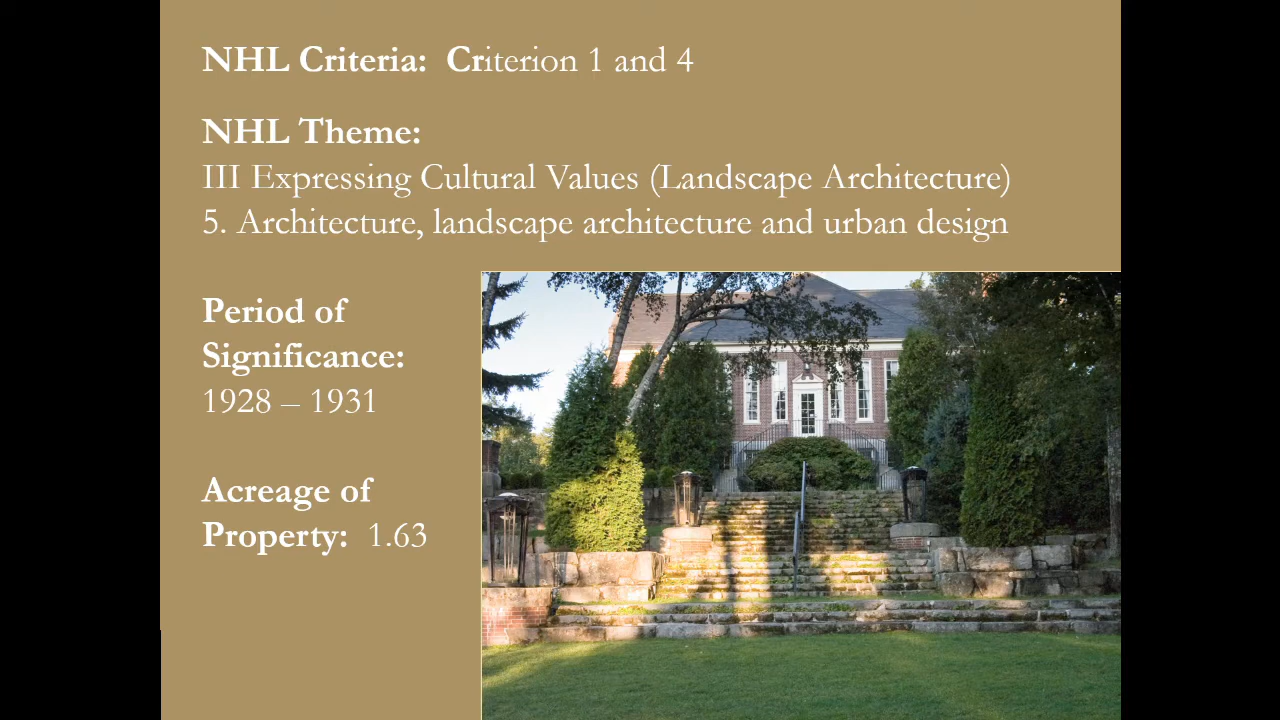 NHL Criteria: Criterion 1 and 4
NHL Theme:
III Expressing Cultural Values (Landscape Architecture)
5. Architecture, landscape architecture and urban design
Period of
Significance:
1928 – 1931
Acreage of
Property: 1.63